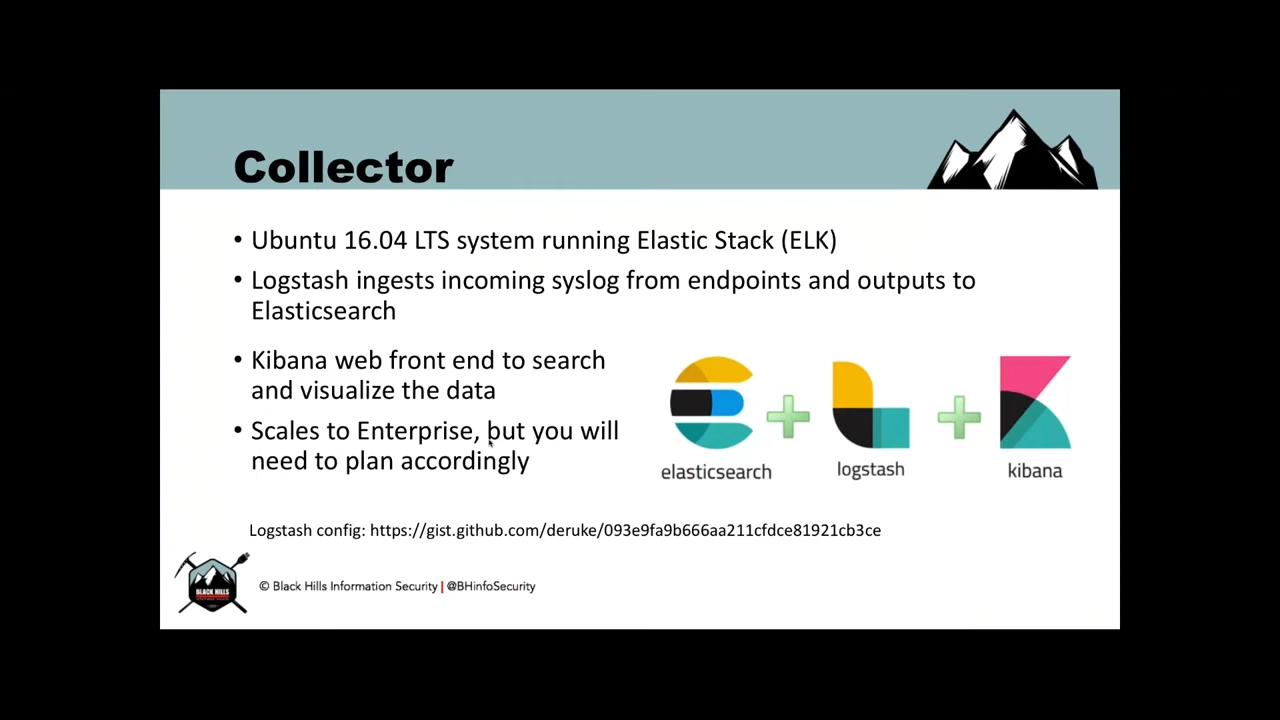 Collector
• Ubuntu 16.04 LTS system running Elastic Stack (ELK)
• Logstash ingests incoming syslog from endpoints and outputs to
Elasticsearch
• Kibana web front end to search
and visualize the data
• Scales to Enterprise, but you will
need to plan accordingly
elasticsearch
logstash
kibana
Logstash config: https://gist.github.com/deruke/093e9fa9b666aa211cfdce81921cb3ce
BLACK HILLS
© Black Hills Information Security | @BHinfoSecurity